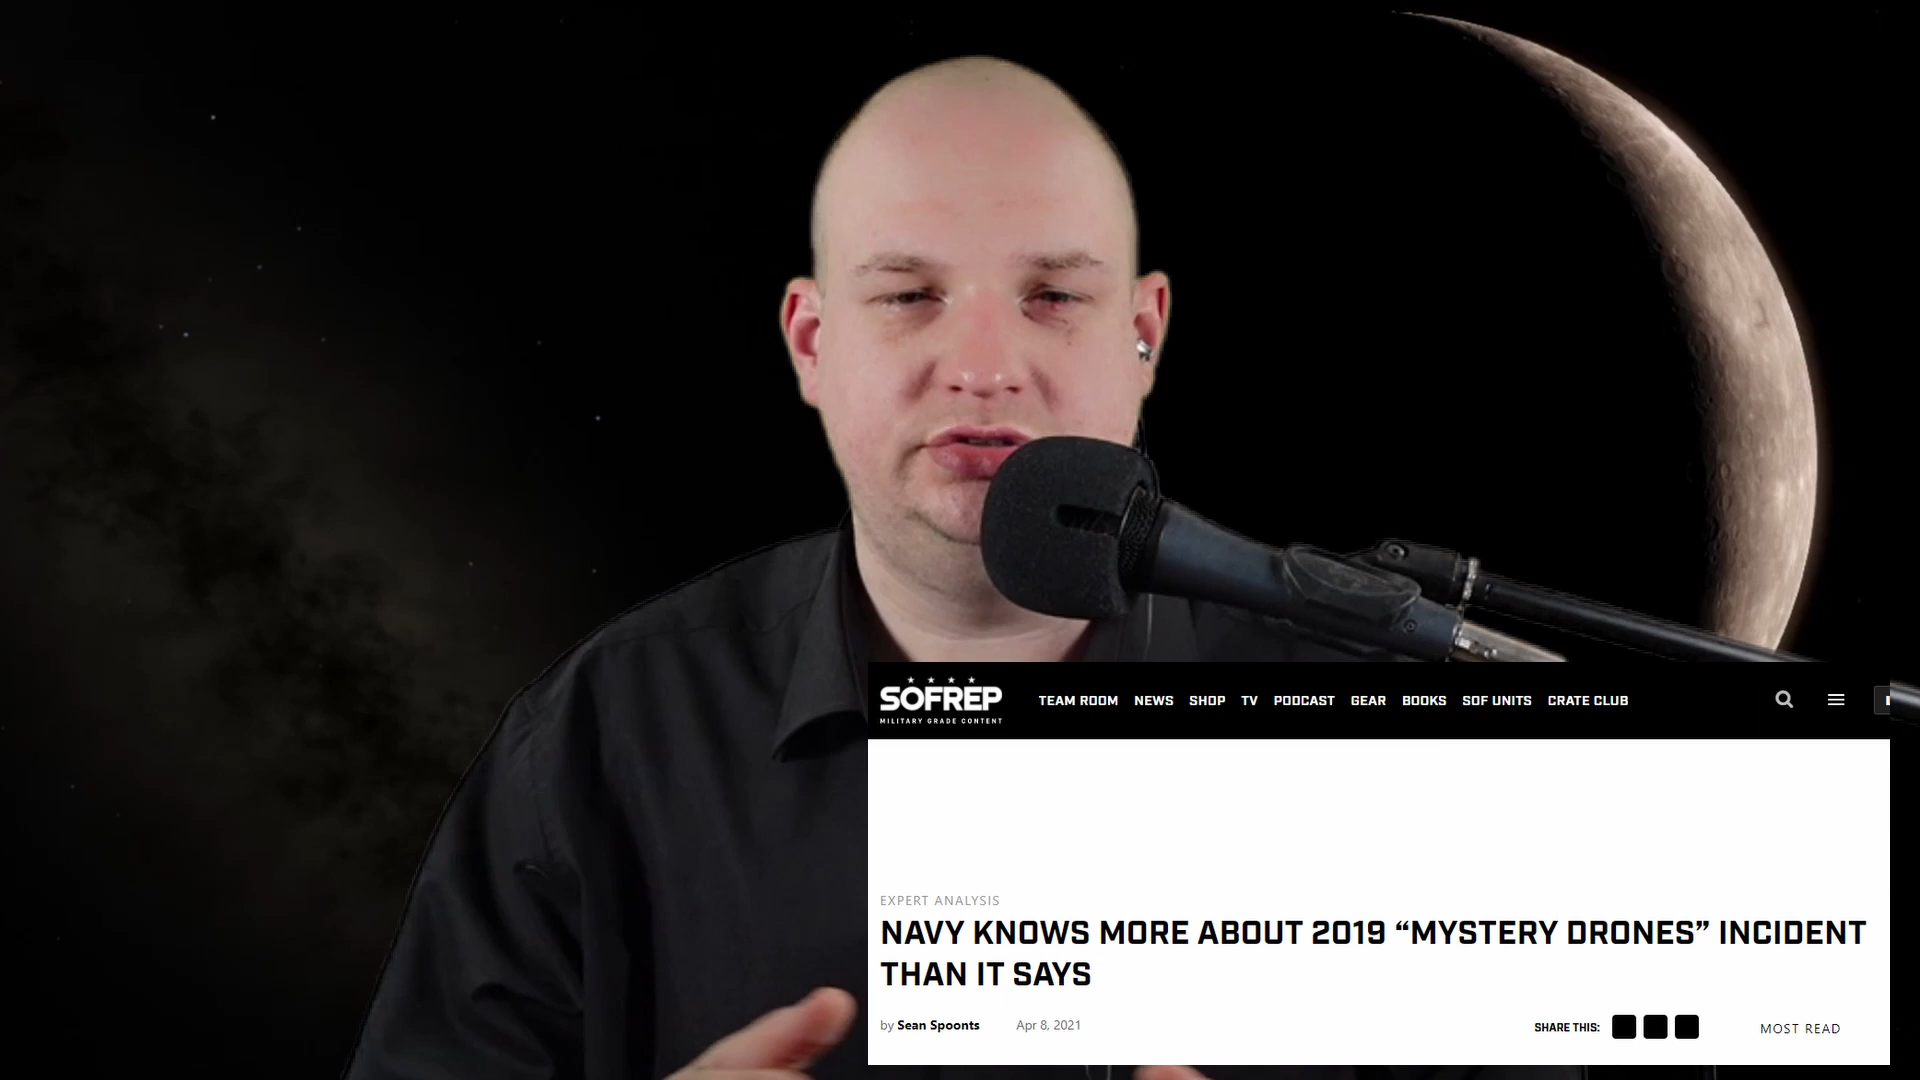 SOFREP
MILITARY GRADE CONTENT
TEAM ROOM NEWS SHOP TV PODCAST GEAR BOOKS SOF UNITS CRATE CLUB
EXPERT ANALYSIS
NAVY KNOWS MORE ABOUT 2019 “MYSTERY DRONES” INCIDENT
THAN IT SAYS
by Sean Spoonts Apr 8, 2021
SHARE THIS:
MOST READ